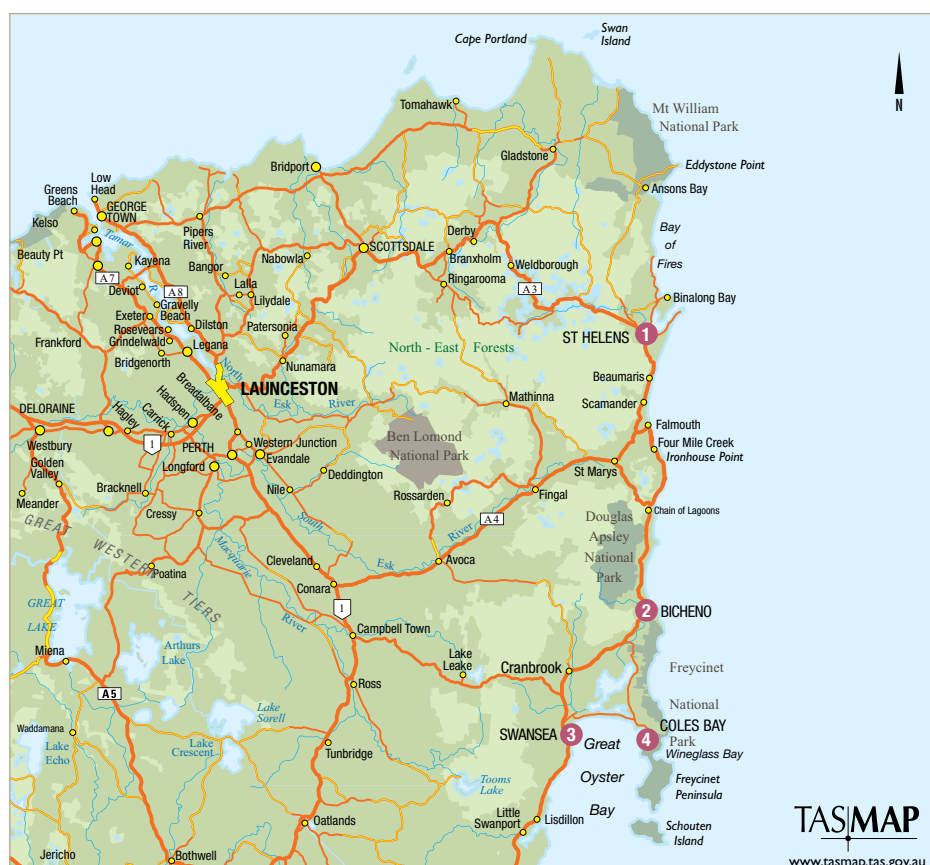 Swan
Island
Cape Portland
N
Tomahawk
Mt William
National Park
Gladstone
Bridport
Eddystone Point
Ansons Bay
Low
Head
Greens
Beach
GEORGE
TOWN
Kelso
Tamar
Pipers
River
Beauty Pt
SCOTTSDALE
Derby
Branxholm
Bay
of
Fires
Nabowla
Kayena
Bangor
Weldborough
A7
Ringarooma
Lalla
Deviot
R
A8
A3
Lilydale
Binalong Bay
Gravelly
Beach
Exeter
Rosevears
Dilston
Patersonia
ST HELENS
1
Frankford
Grindelwald
Legana
North - East Forests
Bridgenorth
Nunamara
North
Beaumaris
LAUNCESTON
Breadalbane
Hadspen
Esk
River
Mathinna
Scamander
DELORAINE
Carrick
Hagley
Falmouth
Ben Lomond
National Park
Westbury
1
PERTH
Western Junction
Evandale
Four Mile Creek
Ironhouse Point
Golden
Valley
Longford
Deddington
St Marys
Meander
Bracknell
Nile
Rossarden
Fingal
Cressy
South
A4
Chain of Lagoons
GREAT
WESTERN
TIERS
Douglas
Apsley
National
Park
River
Macquarie
Cleveland
Esk
Avoca
Poatina
Conara
GREAT
LAKE
1
2
BICHENO
River
Campbell Town
Miena
Arthurs
Lake
Lake
Leake
Cranbrook
Freycinet
National
Park
A5
Ross
Lake
Sorell
Waddamana
SWANSEA
3
COLES BAY
4
Wineglass Bay
Lake
Echo
Lake
Crescent
Tunbridge
Great
Oyster
Bay
Tooms
Lake
Freycinet
Peninsula
Little
Swanport
Lisdillon
Oatlands
Schouten
Island
TASMAP
Jericho
Bothwell
www.tasmap.tas.gov.au